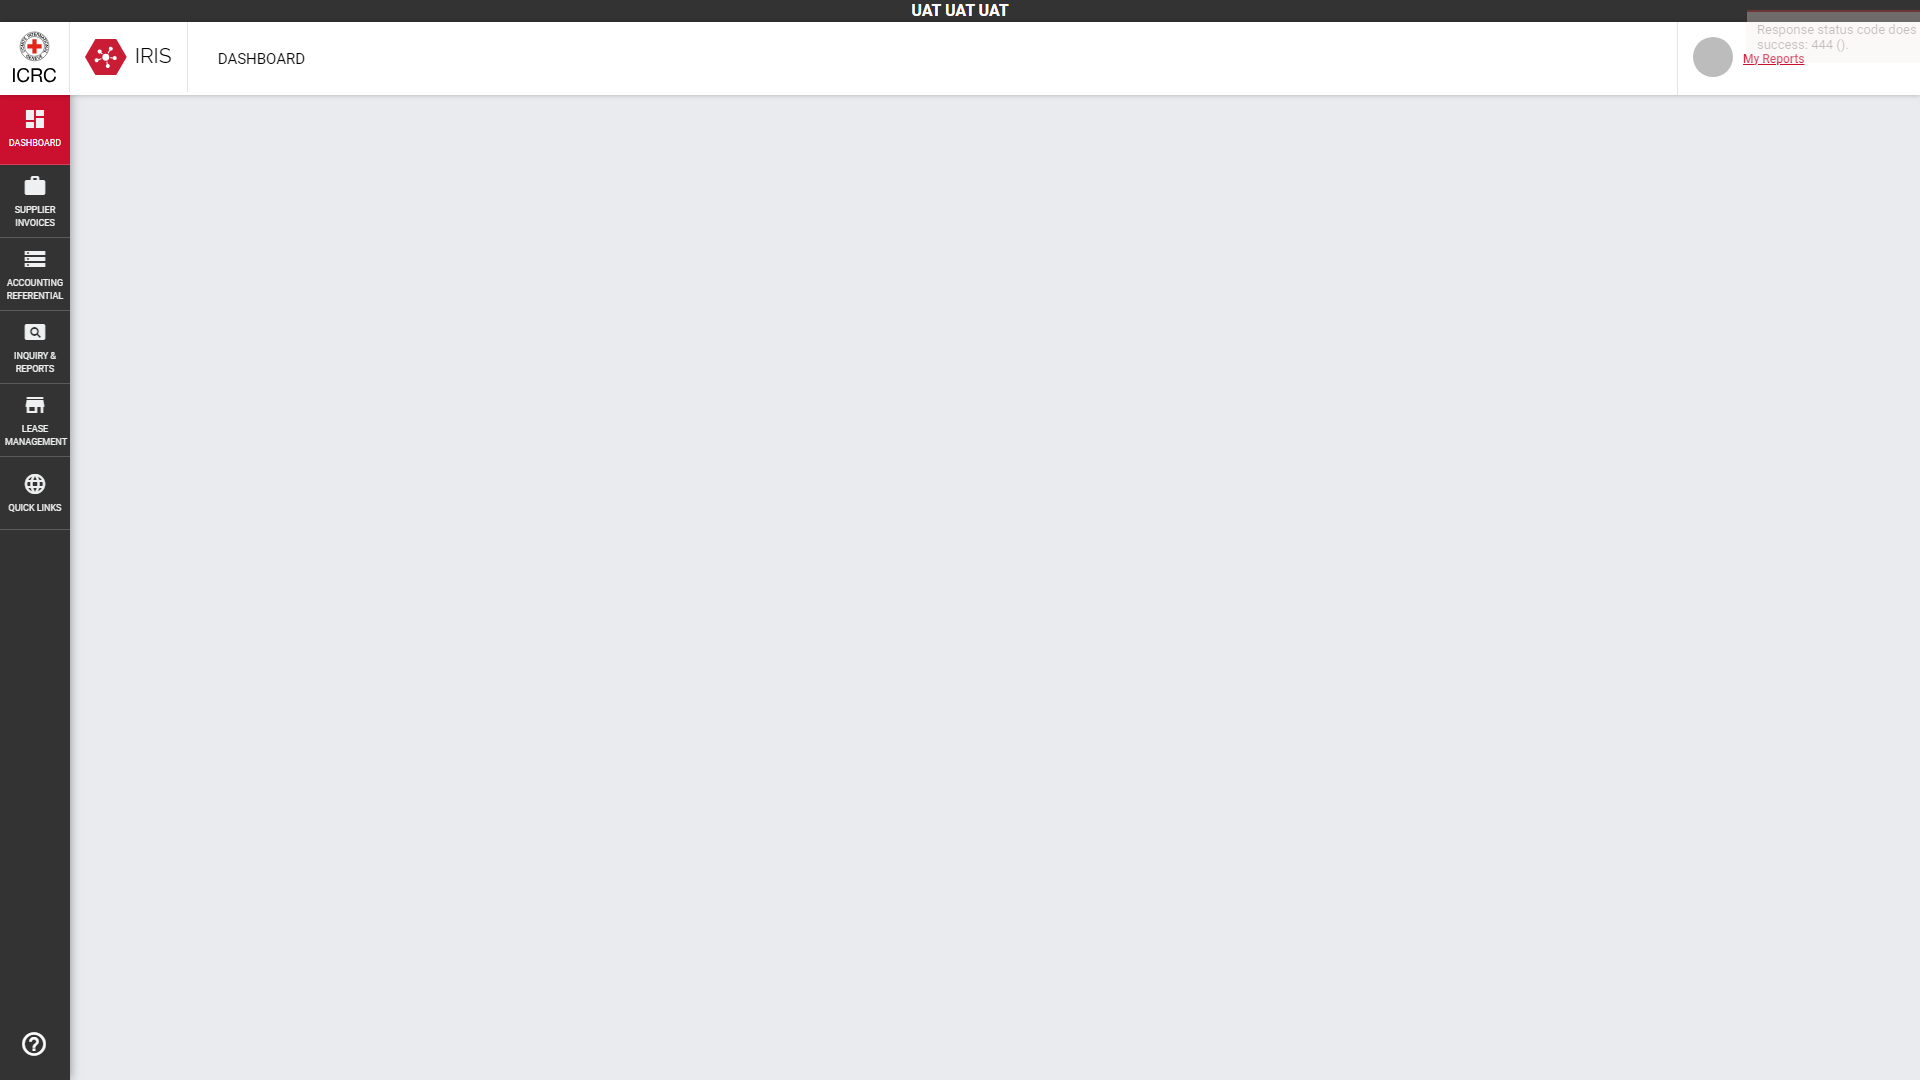 UAT UAT UAT
ICRC
IRIS
DASHBOARD
Response status code does
success: 444 ().
My Reports
DASHBOARD
SUPPLIER
INVOICES
ACCOUNTING
REFERENTIAL
INQUIRY &
REPORTS
LEASE
MANAGEMENT
QUICK LINKS